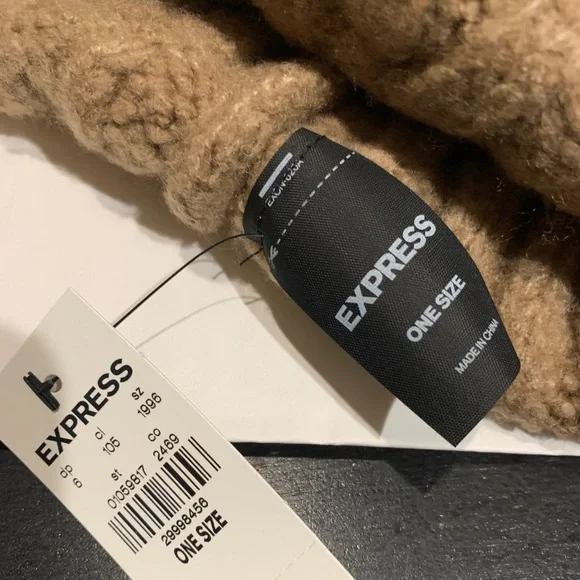 EXPRESS
ONE SIZE
MADE IN CHINA
EXPRESS
dp cl sz
6 105 1996
st co
01059817 2469
29998456
ONE SIZE